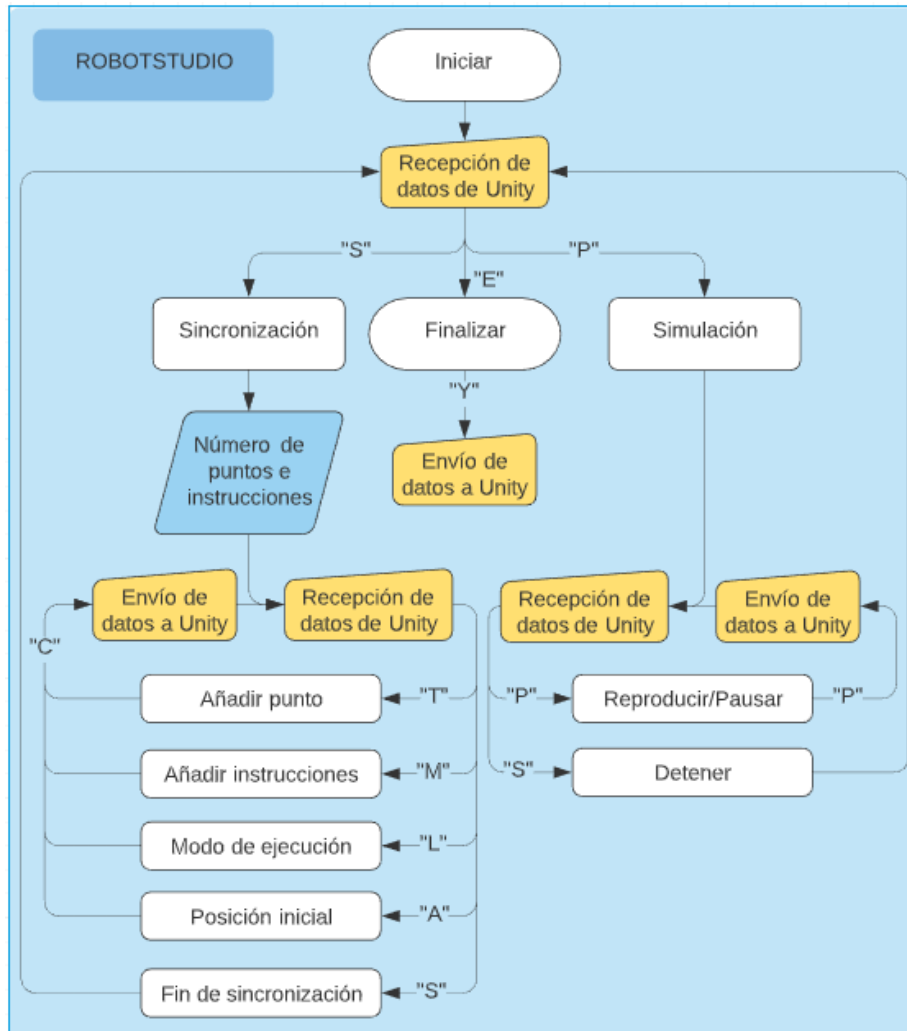 ROBOTSTUDIO
Iniciar
Recepción de
datos de Unity
"S"
"P"
"E"
Sincronización
Finalizar
Simulación
"Y"
Número de
puntos e
instrucciones
Envío de
datos a Unity
Envío de
datos a Unity
Recepción de
datos de Unity
Recepción de
datos de Unity
Envío de
datos a Unity
"C"
Añadir punto
"T"
"P"
Reproducir/Pausar
"P"
Añadir instrucciones
"M"
"S"
Detener
Modo de ejecución
"L"
Posición inicial
"A"
Fin de sincronización
"S"